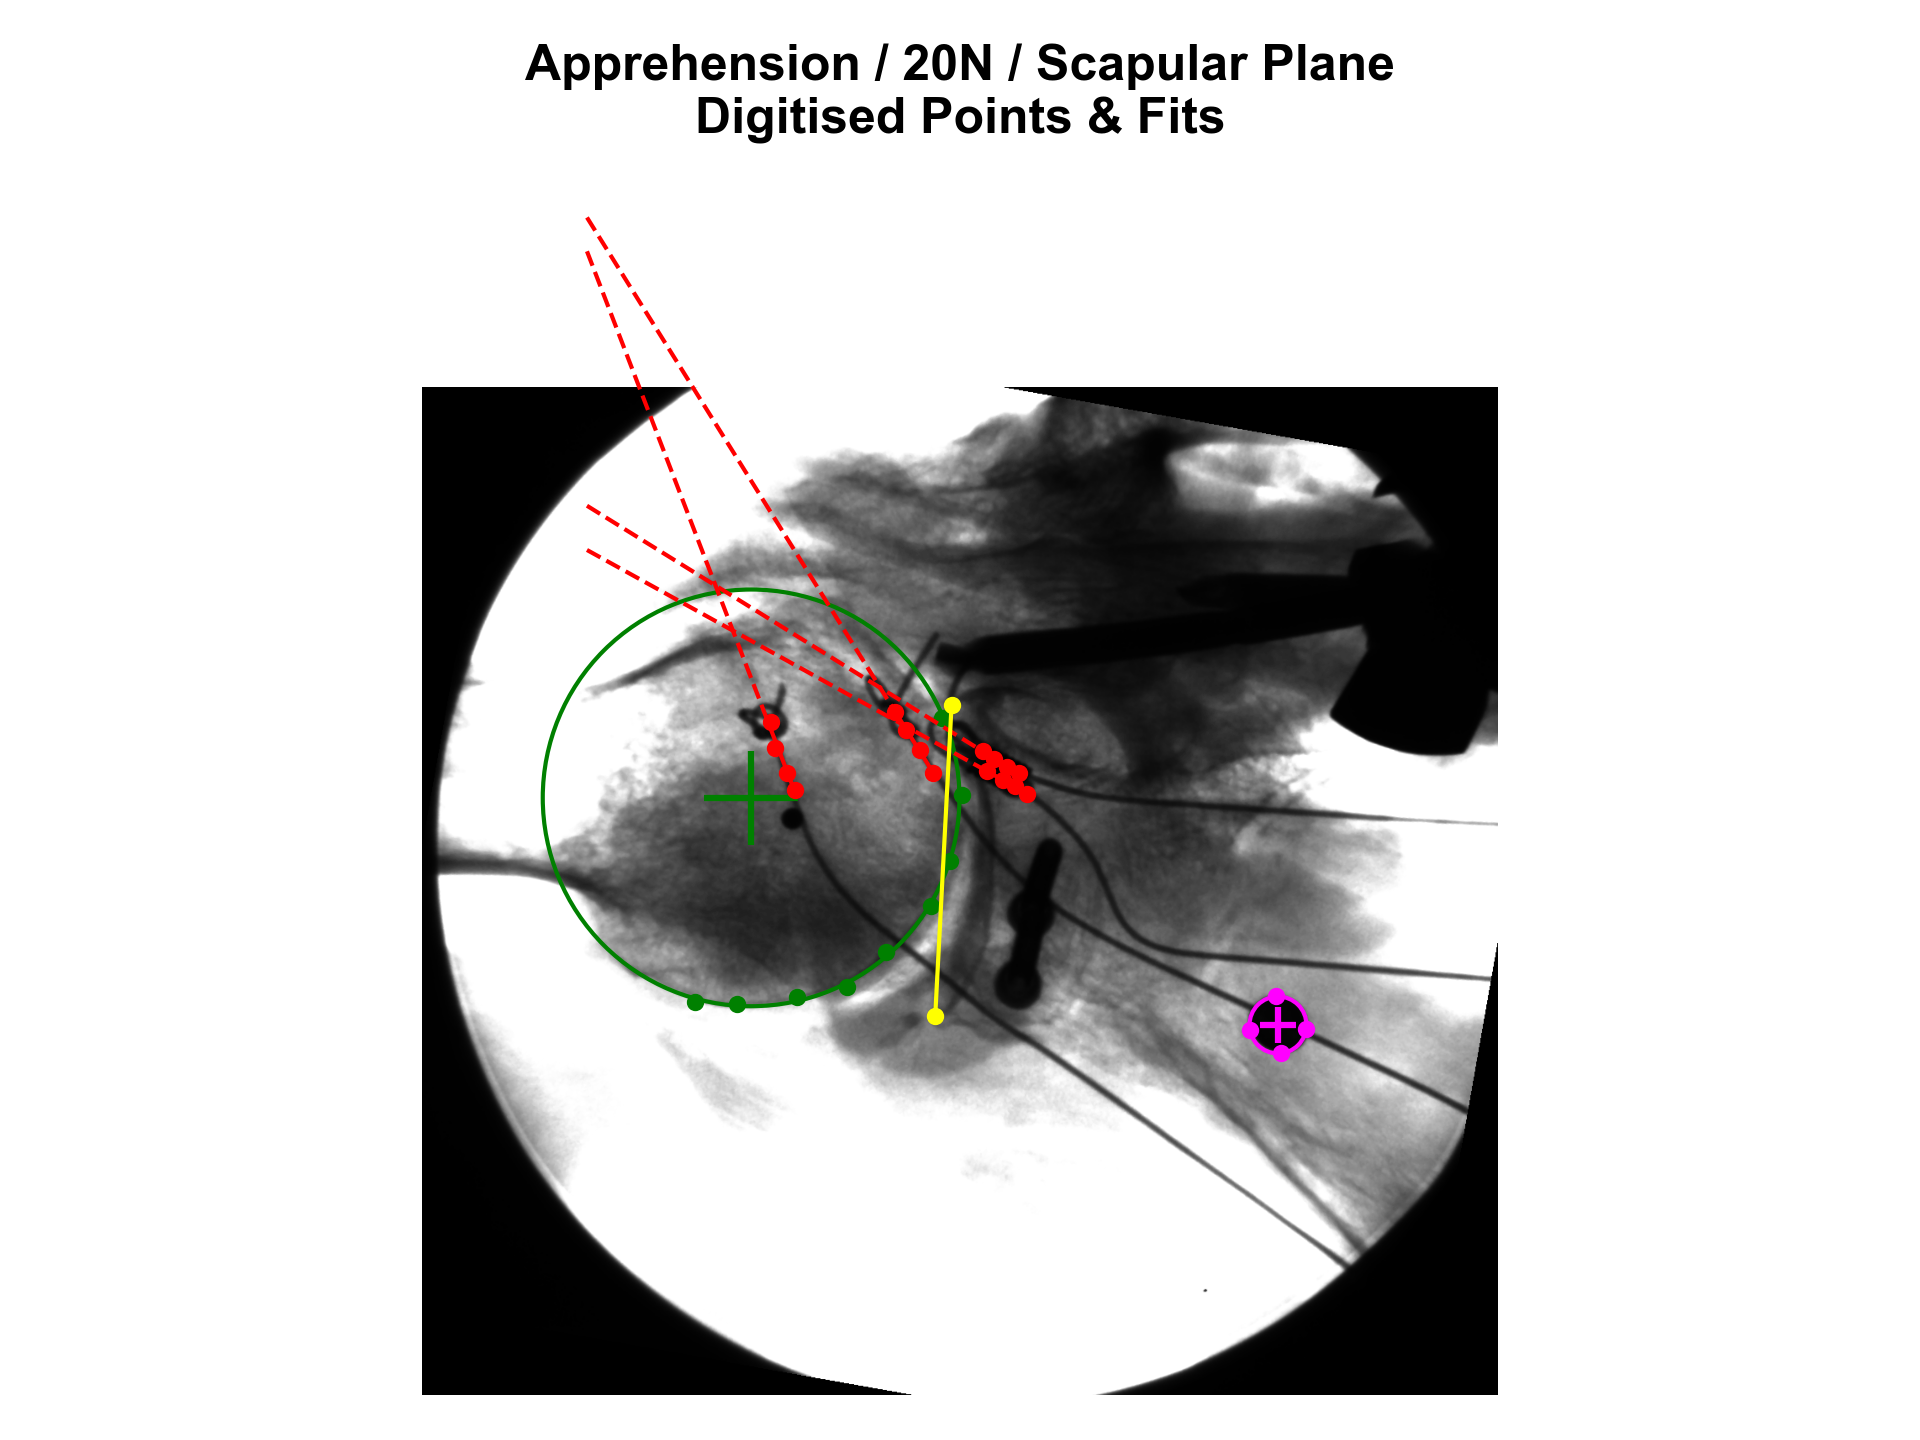 Apprehension / 20N / Scapular Plane
Digitised Points & Fits